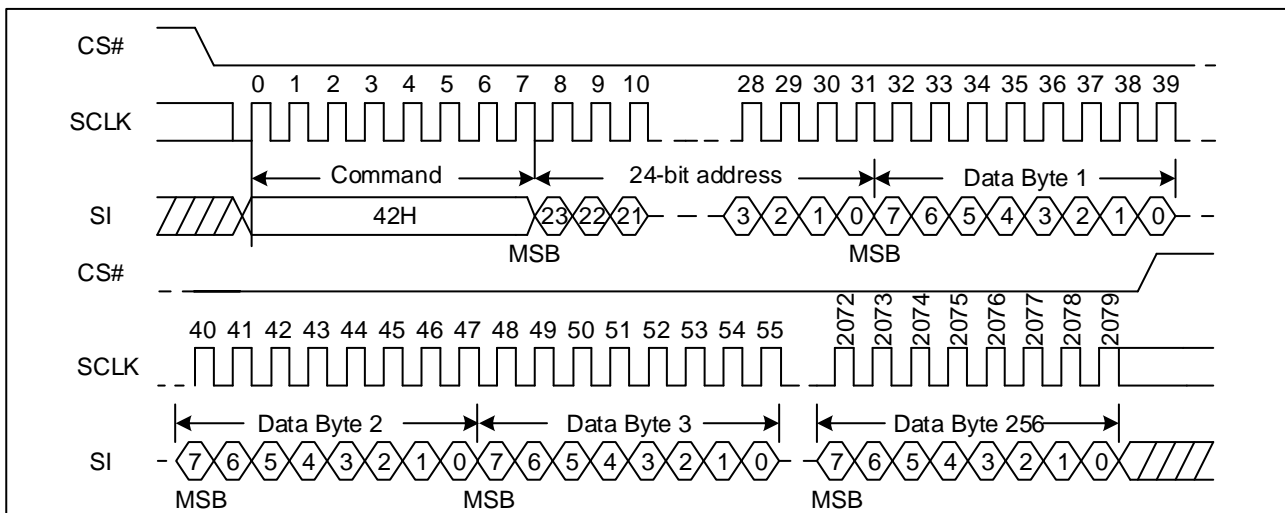 CS#
0 1 2 3 4 5 6 7 8 9 10 28 29 30 31 32 33 34 35 36 37 38 39
SCLK
Command 24-bit address Data Byte 1
SI 42H 23 22 21 3 2 1 0 7 6 5 4 3 2 1 0
MSB MSB
CS#
40 41 42 43 44 45 46 47 48 49 50 51 52 53 54 55 2072 2073 2074 2075 2076 2077 2078 2079
SCLK
Data Byte 2 Data Byte 3 Data Byte 256
SI 7 6 5 4 3 2 1 0 7 6 5 4 3 2 1 0 7 6 5 4 3 2 1 0
MSB MSB MSB